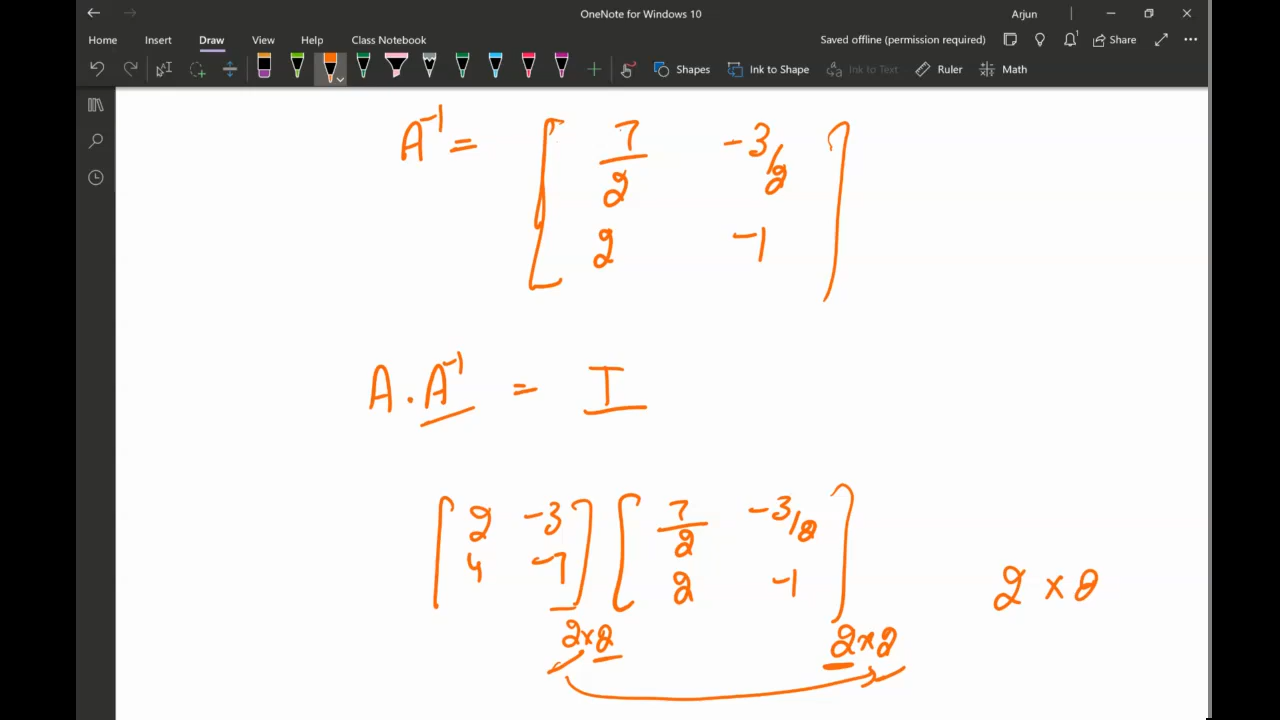 OneNote for Windows 10
Arjun
Home Insert Draw View Help Class Notebook
Saved offline (permission required) Share
Shapes Ink to Shape Ink to Text Ruler Math
A⁻¹ = [ 7/2 -3/2
2 -1 ]
A · A⁻¹ = I
[ 2 -3 ] [ 7/2 -3/2 ]
4 -7 2 -1
2×2 2×2
2 × 2